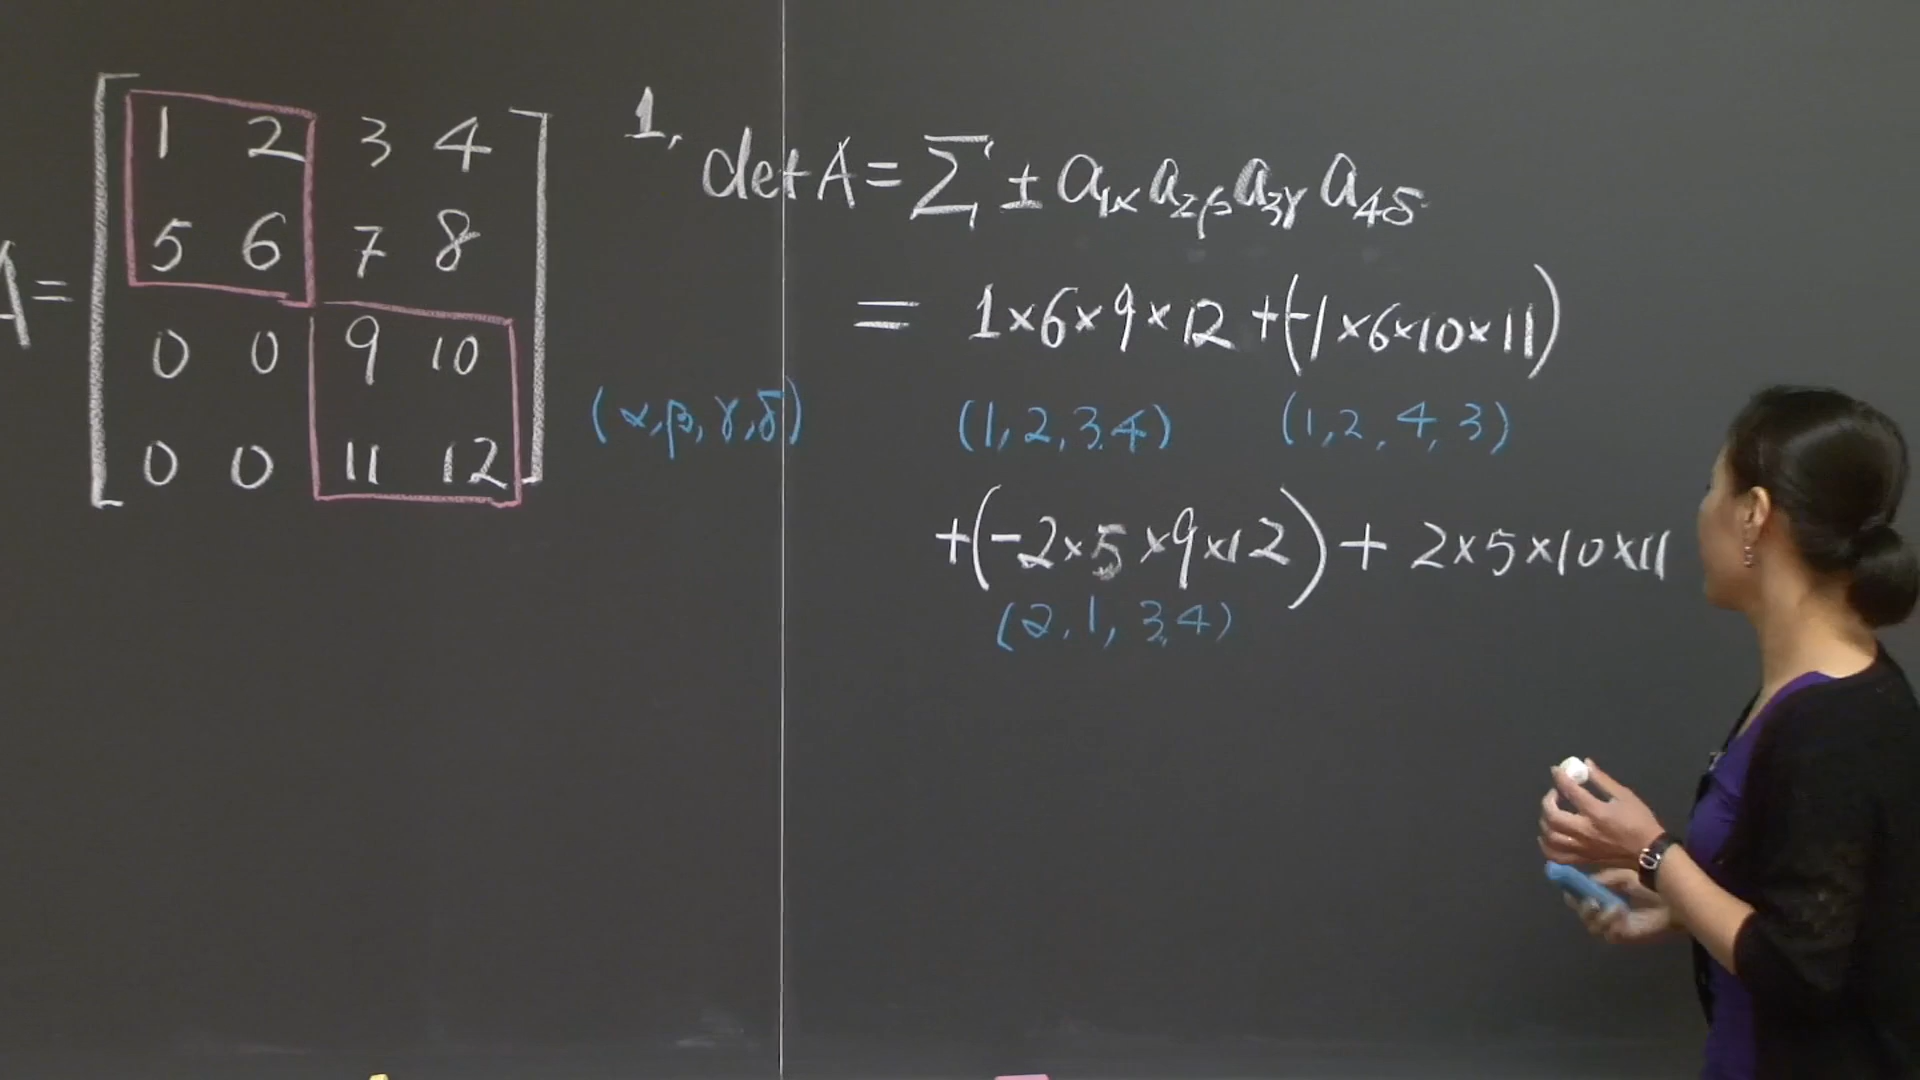 A = [ 1 2 3 4
5 6 7 8
0 0 9 10
0 0 11 12 ]
1. det A = Σ ± a₁α a₂β a₃γ a₄δ
= 1×6×9×12 + (-1×6×10×11)
(α, β, γ, δ) (1, 2, 3, 4) (1, 2, 4, 3)
+ (-2×5×9×12) + 2×5×10×11
(2, 1, 3, 4)